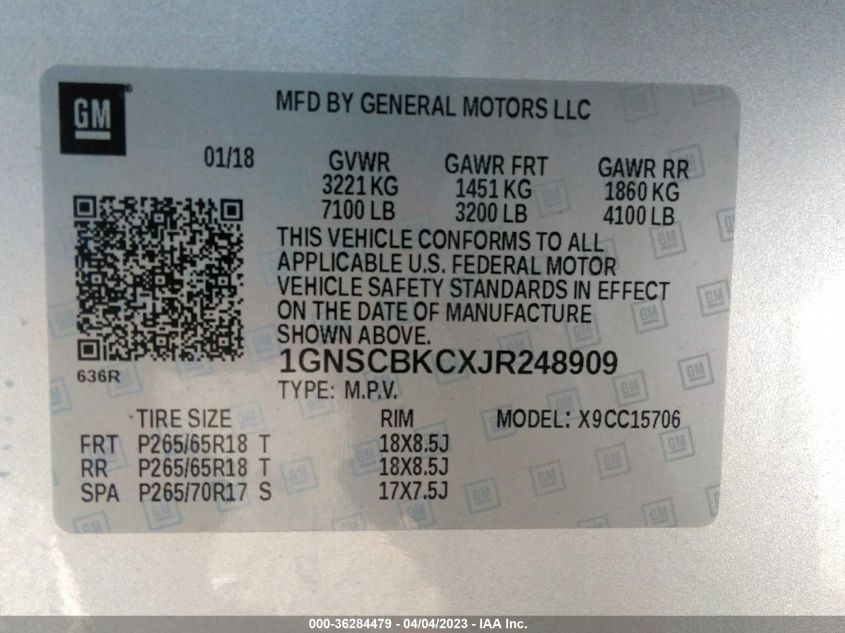 GM
MFD BY GENERAL MOTORS LLC
01/18 GVWR GAWR FRT GAWR RR
3221 KG 1451 KG 1860 KG
7100 LB 3200 LB 4100 LB
THIS VEHICLE CONFORMS TO ALL
APPLICABLE U.S. FEDERAL MOTOR
VEHICLE SAFETY STANDARDS IN EFFECT
ON THE DATE OF MANUFACTURE
SHOWN ABOVE.
1GNSCBKCXJR248909
636R
TYPE: M.P.V.
TIRE SIZE RIM MODEL: X9CC15706
FRT P265/65R18 T 18X8.5J
RR P265/65R18 T 18X8.5J
SPA P265/70R17 S 17X7.5J
000-36284479 - 04/04/2023 - IAA Inc.